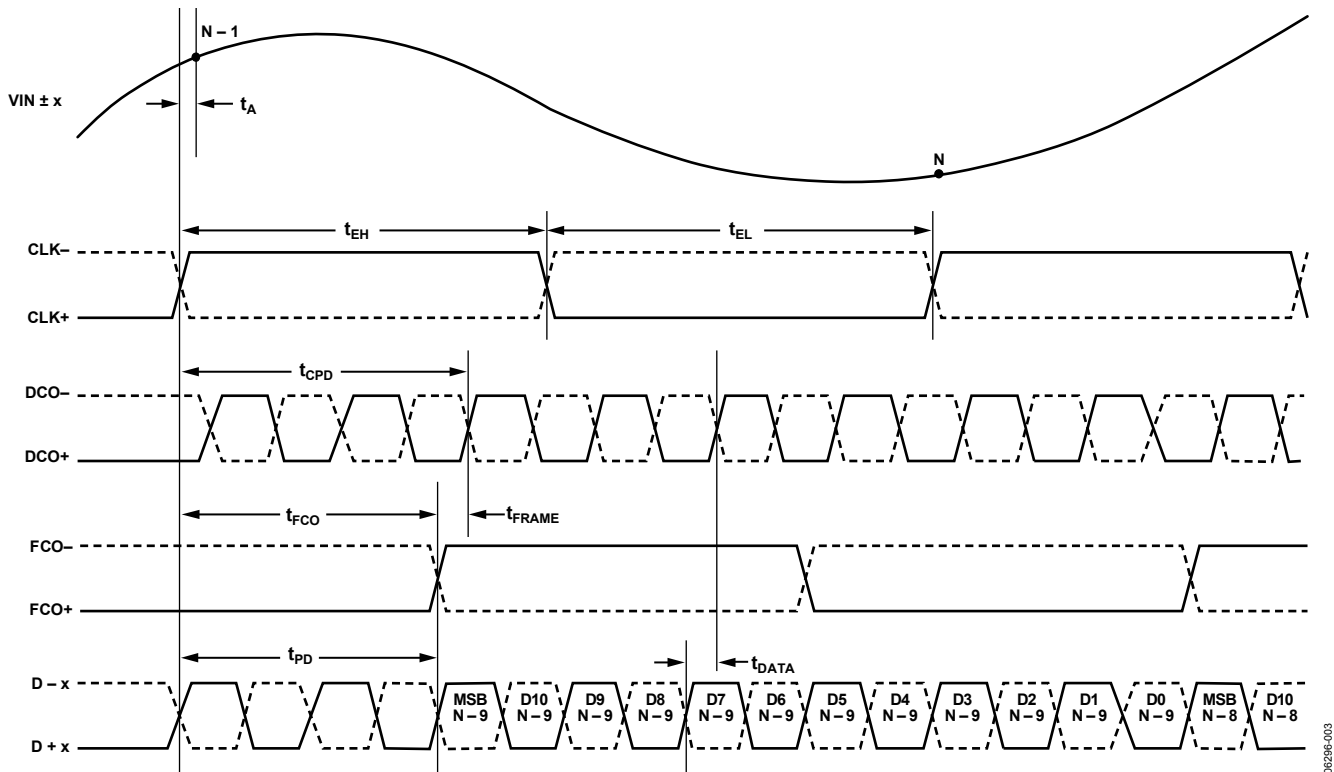 N – 1
VIN ± x
tA
N
tEH
tEL
CLK–
CLK+
tCPD
DCO–
DCO+
tFCO
tFRAME
FCO–
FCO+
tPD
tDATA
D – x
MSB D10 D9 D8 D7 D6 D5 D4 D3 D2 D1 D0 MSB D10
N – 9 N – 9 N – 9 N – 9 N – 9 N – 9 N – 9 N – 9 N – 9 N – 9 N – 9 N – 9 N – 8 N – 8
D + x
06296-003